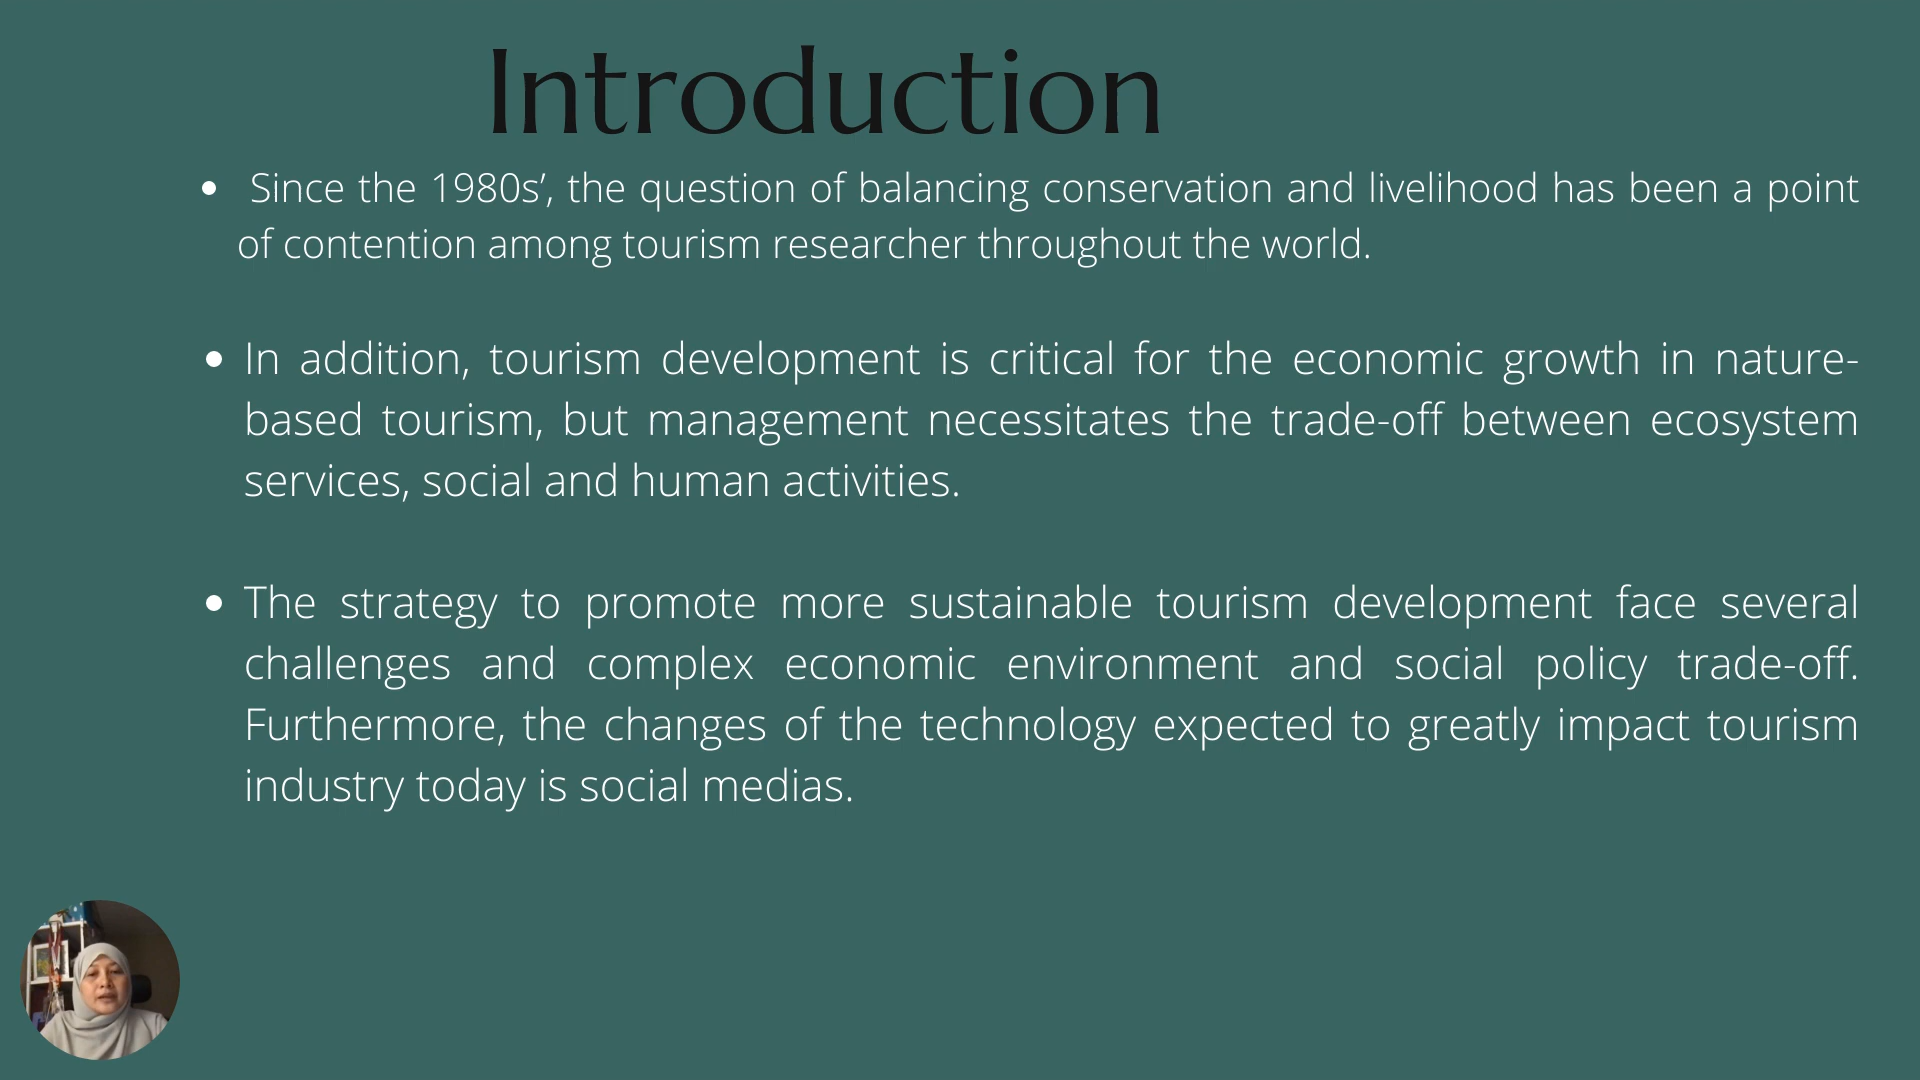 Introduction
• Since the 1980s’, the question of balancing conservation and livelihood has been a point
of contention among tourism researcher throughout the world.
• In addition, tourism development is critical for the economic growth in nature-
based tourism, but management necessitates the trade-off between ecosystem
services, social and human activities.
• The strategy to promote more sustainable tourism development face several
challenges and complex economic environment and social policy trade-off.
Furthermore, the changes of the technology expected to greatly impact tourism
industry today is social medias.